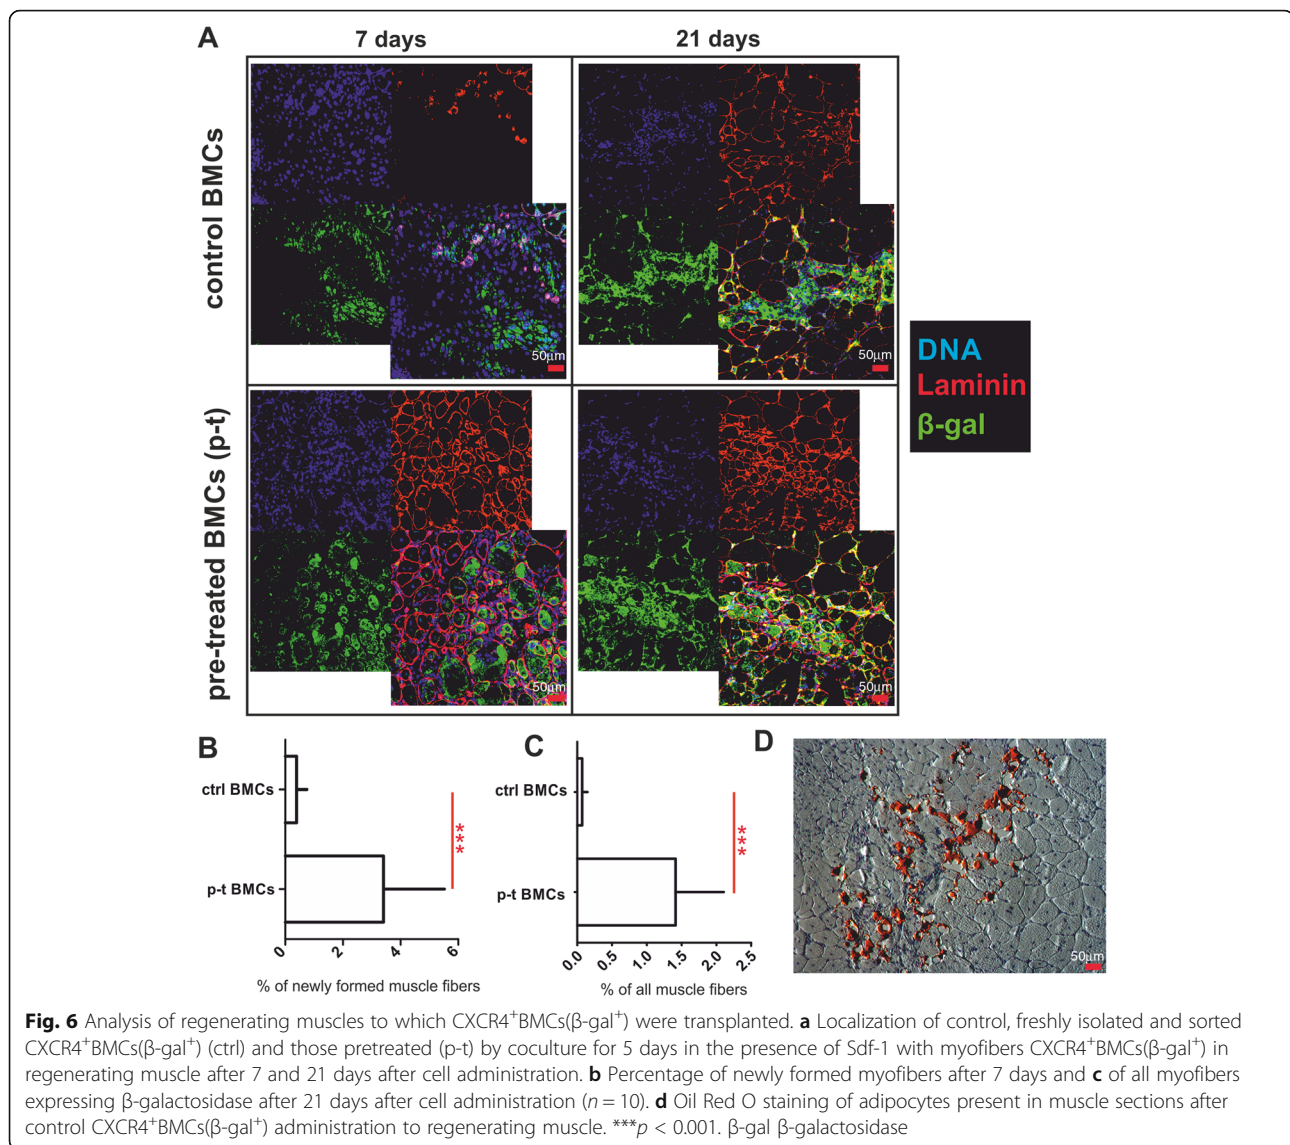 A
7 days
21 days
control BMCs
50µm
50µm
DNA
Laminin
β-gal
pre-treated BMCs (p-t)
50µm
50µm
B
ctrl BMCs
p-t BMCs
***
0
2
4
6
% of newly formed muscle fibers
C
ctrl BMCs
p-t BMCs
***
0.0
0.5
1.0
1.5
2.0
2.5
% of all muscle fibers
D
50µm
Fig. 6 Analysis of regenerating muscles to which CXCR4⁺BMCs(β-gal⁺) were transplanted. a Localization of control, freshly isolated and sorted
CXCR4⁺BMCs(β-gal⁺) (ctrl) and those pretreated (p-t) by coculture for 5 days in the presence of Sdf-1 with myofibers CXCR4⁺BMCs(β-gal⁺) in
regenerating muscle after 7 and 21 days after cell administration. b Percentage of newly formed myofibers after 7 days and c of all myofibers
expressing β-galactosidase after 21 days after cell administration (n = 10). d Oil Red O staining of adipocytes present in muscle sections after
control CXCR4⁺BMCs(β-gal⁺) administration to regenerating muscle. ***p < 0.001. β-gal β-galactosidase